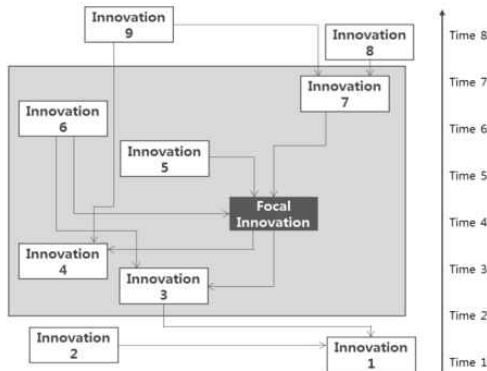 Innovation
9
Innovation
8
Time 8
Innovation
7
Time 7
Innovation
6
Time 6
Innovation
5
Time 5
Focal
Innovation
Time 4
Innovation
4
Innovation
3
Time 3
Time 2
Innovation
2
Innovation
1
Time 1